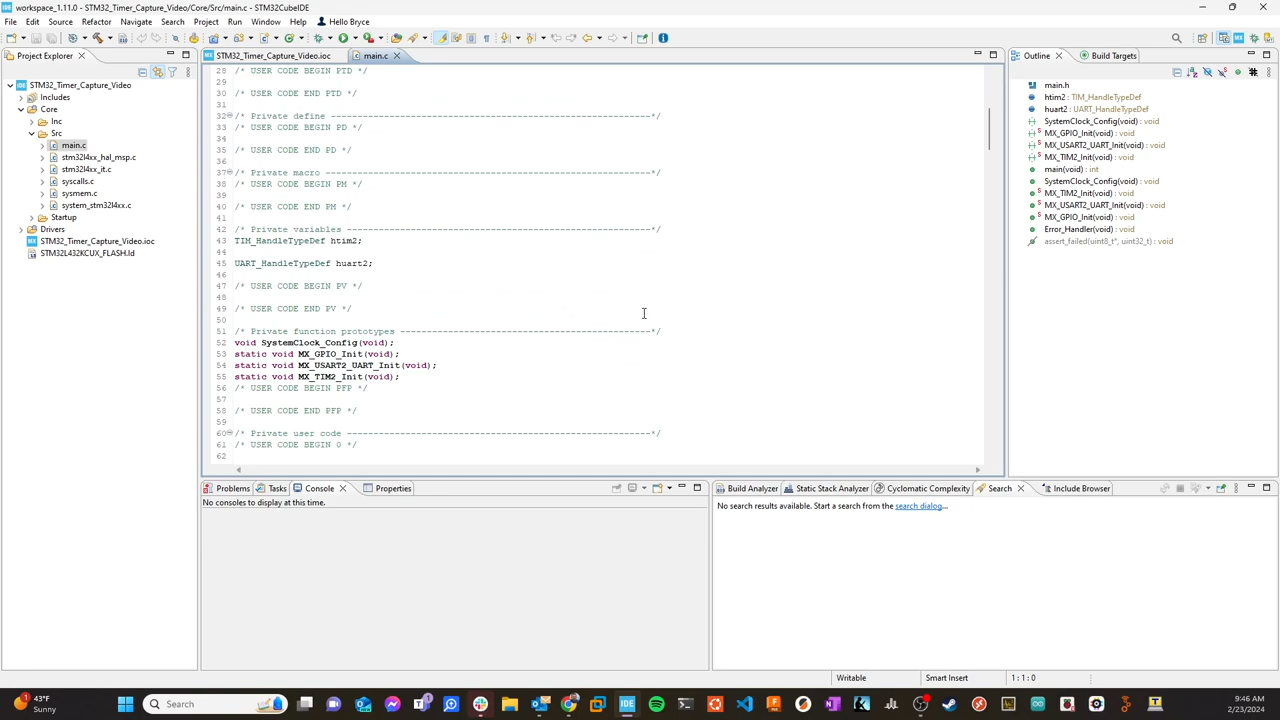 workspace_1.11.0 - STM32_Timer_Capture_Video/Core/Src/main.c - STM32CubeIDE
File Edit Source Refactor Navigate Search Project Run Window Help Hello Bryce
Project Explorer
STM32_Timer_Capture_Video
Includes
Core
Inc
Src
main.c
stm32l4xx_hal_msp.c
stm32l4xx_it.c
syscalls.c
sysmem.c
system_stm32l4xx.c
Startup
Drivers
STM32_Timer_Capture_Video.ioc
STM32L432KCUX_FLASH.ld
STM32_Timer_Capture_Video.ioc main.c
28 /* USER CODE BEGIN PTD */
29
30 /* USER CODE END PTD */
31
32 /* Private define ------------------------------------------------------------*/
33 /* USER CODE BEGIN PD */
34
35 /* USER CODE END PD */
36
37 /* Private macro -------------------------------------------------------------*/
38 /* USER CODE BEGIN PM */
39
40 /* USER CODE END PM */
41
42 /* Private variables ---------------------------------------------------------*/
43 TIM_HandleTypeDef htim2;
44
45 UART_HandleTypeDef huart2;
46
47 /* USER CODE BEGIN PV */
48
49 /* USER CODE END PV */
50
51 /* Private function prototypes -----------------------------------------------*/
52 void SystemClock_Config(void);
53 static void MX_GPIO_Init(void);
54 static void MX_USART2_UART_Init(void);
55 static void MX_TIM2_Init(void);
56 /* USER CODE BEGIN PFP */
57
58 /* USER CODE END PFP */
59
60 /* Private user code ---------------------------------------------------------*/
61 /* USER CODE BEGIN 0 */
62
Outline Build Targets
main.h
htim2 : TIM_HandleTypeDef
huart2 : UART_HandleTypeDef
SystemClock_Config(void) : void
MX_GPIO_Init(void) : void
MX_USART2_UART_Init(void) : void
MX_TIM2_Init(void) : void
main(void) : int
SystemClock_Config(void) : void
MX_TIM2_Init(void) : void
MX_USART2_UART_Init(void) : void
MX_GPIO_Init(void) : void
Error_Handler(void) : void
assert_failed(uint8_t*, uint32_t) : void
Problems Tasks Console Properties
No consoles to display at this time.
Build Analyzer Static Stack Analyzer Cyclomatic Complexity Search Include Browser
No search results available. Start a search from the search dialog...
Writable Smart Insert 1 : 1 : 0
43°F
Sunny
Search
9:46 AM
2/23/2024